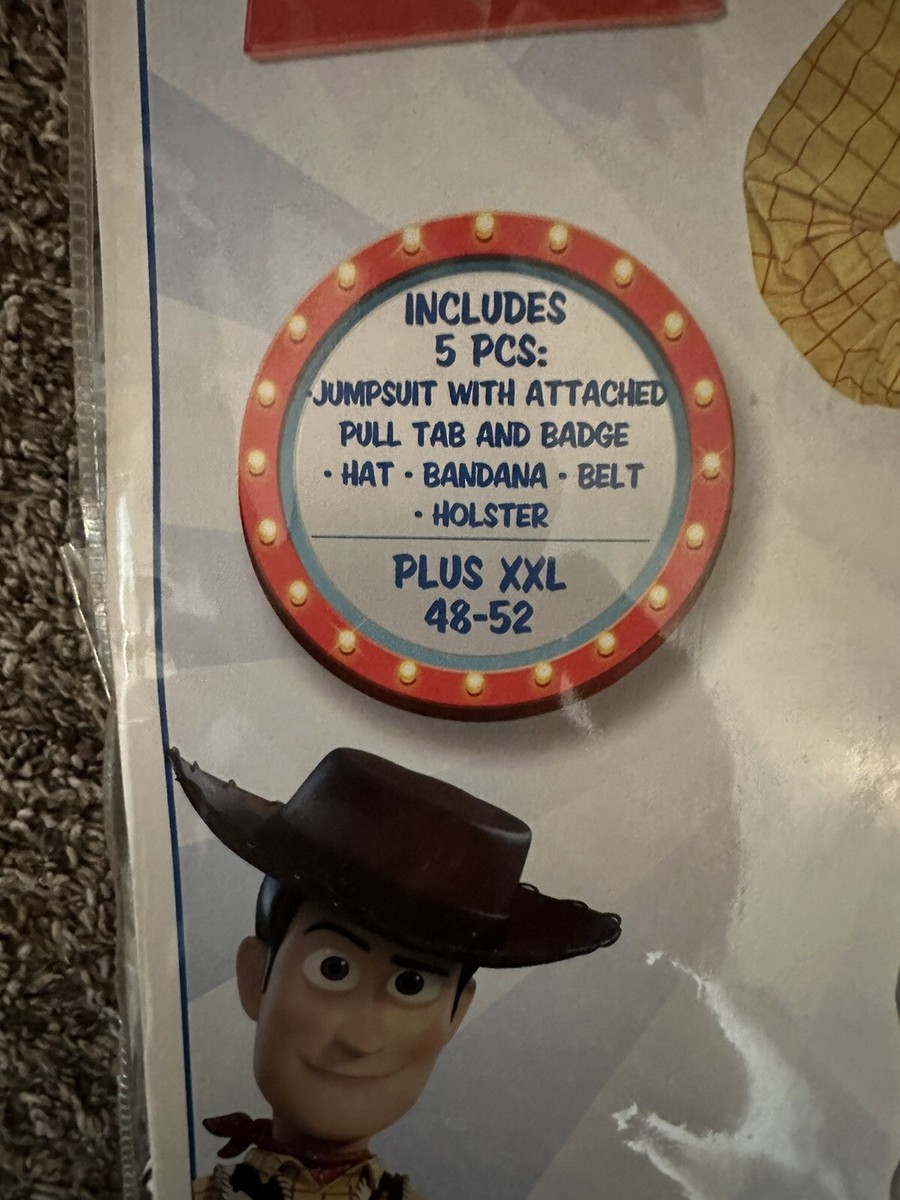 INCLUDES
5 PCS:
·JUMPSUIT WITH ATTACHED
PULL TAB AND BADGE
· HAT · BANDANA · BELT
· HOLSTER
PLUS XXL
48-52